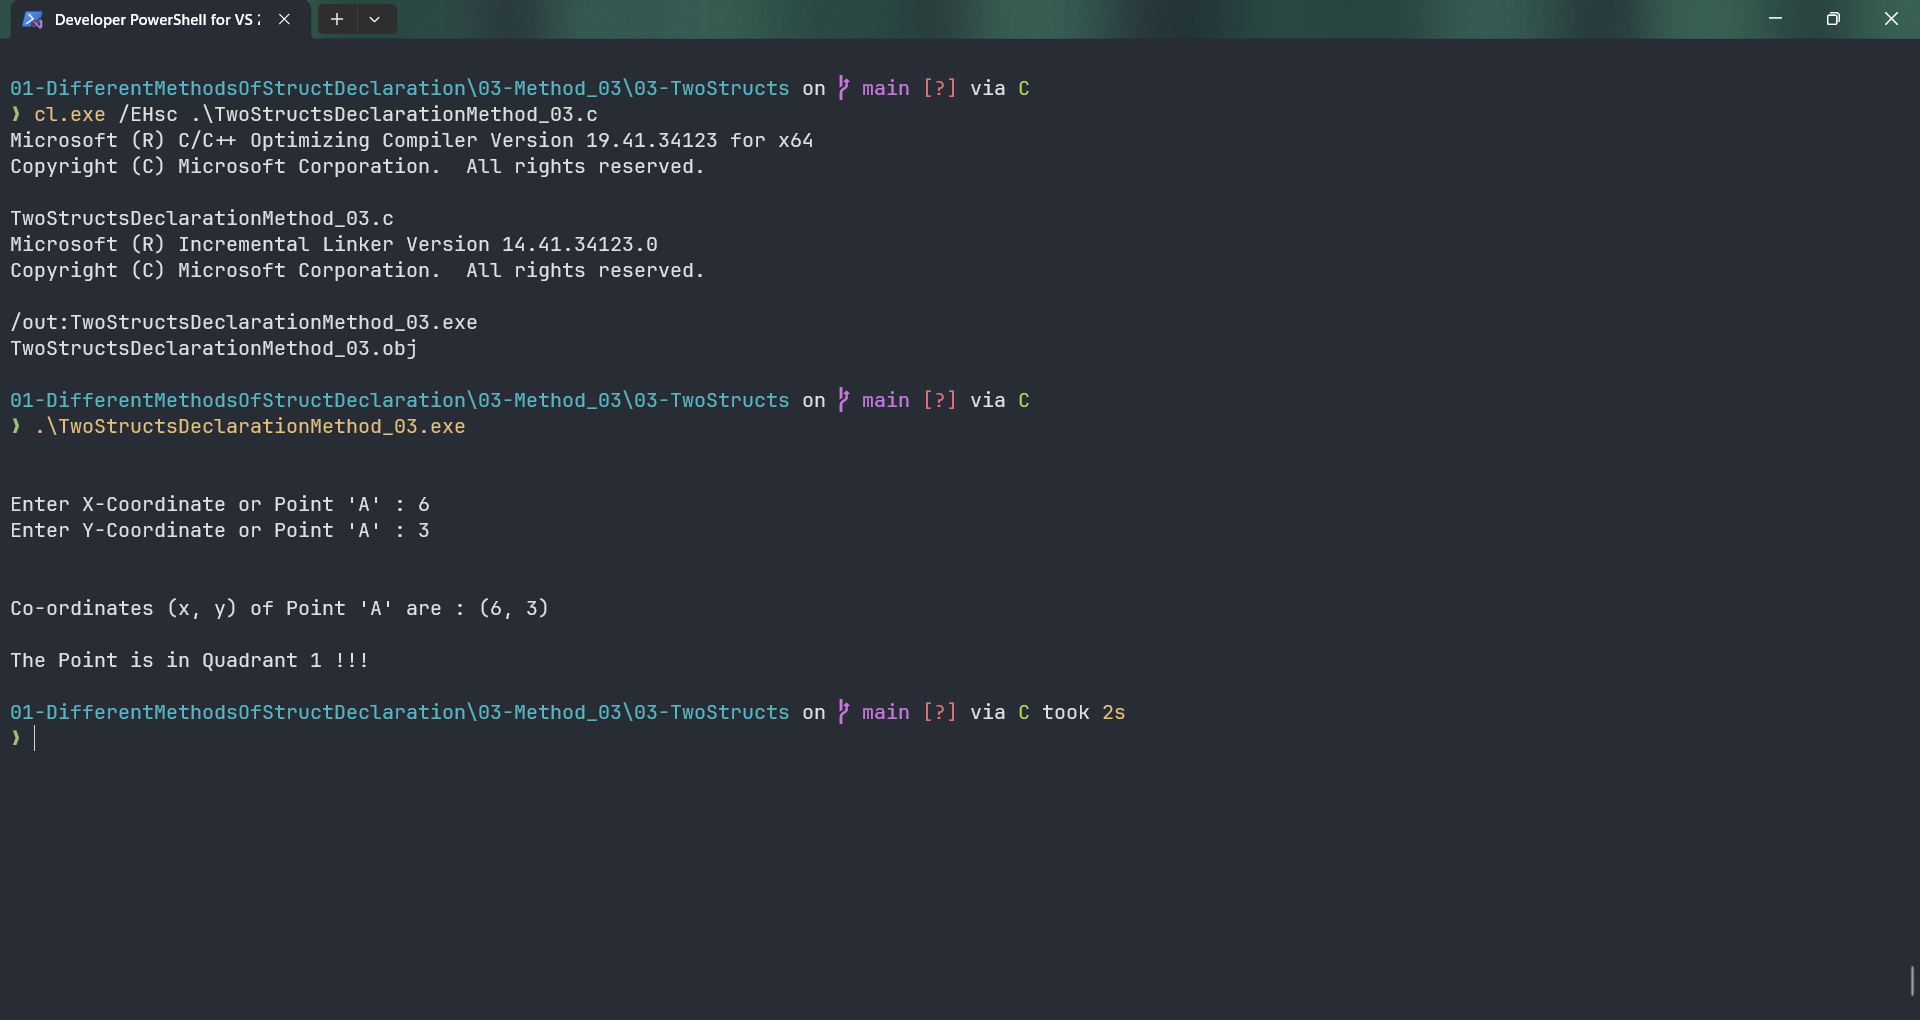 Developer PowerShell for VS 2
01-DifferentMethodsOfStructDeclaration\03-Method_03\03-TwoStructs on main [?] via C
❯ cl.exe /EHsc .\TwoStructsDeclarationMethod_03.c
Microsoft (R) C/C++ Optimizing Compiler Version 19.41.34123 for x64
Copyright (C) Microsoft Corporation.  All rights reserved.
TwoStructsDeclarationMethod_03.c
Microsoft (R) Incremental Linker Version 14.41.34123.0
Copyright (C) Microsoft Corporation.  All rights reserved.
/out:TwoStructsDeclarationMethod_03.exe
TwoStructsDeclarationMethod_03.obj
01-DifferentMethodsOfStructDeclaration\03-Method_03\03-TwoStructs on main [?] via C
❯ .\TwoStructsDeclarationMethod_03.exe
Enter X-Coordinate or Point 'A' : 6
Enter Y-Coordinate or Point 'A' : 3
Co-ordinates (x, y) of Point 'A' are : (6, 3)
The Point is in Quadrant 1 !!!
01-DifferentMethodsOfStructDeclaration\03-Method_03\03-TwoStructs on main [?] via C took 2s
❯